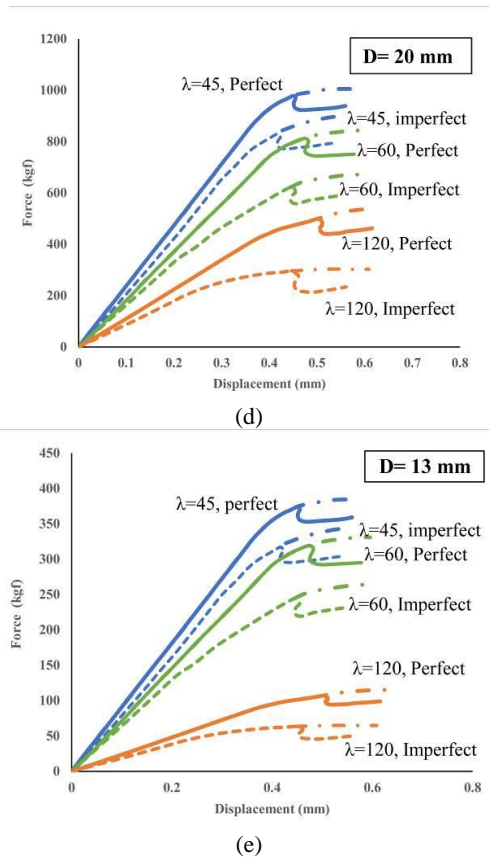 1200
D= 20 mm
1000
λ=45, Perfect
λ=45, imperfect
800
λ=60, Perfect
Force (kgf)
600
λ=60, Imperfect
400
λ=120, Perfect
200
λ=120, Imperfect
0
0 0.1 0.2 0.3 0.4 0.5 0.6 0.7 0.8
Displacement (mm)
(d)
450
D= 13 mm
400
λ=45, perfect
350
λ=45, imperfect
300
λ=60, Perfect
250
Force (kgf)
λ=60, Imperfect
200
150
λ=120, Perfect
100
50
λ=120, Imperfect
0
0 0.2 0.4 0.6 0.8
Displacement (mm)
(e)